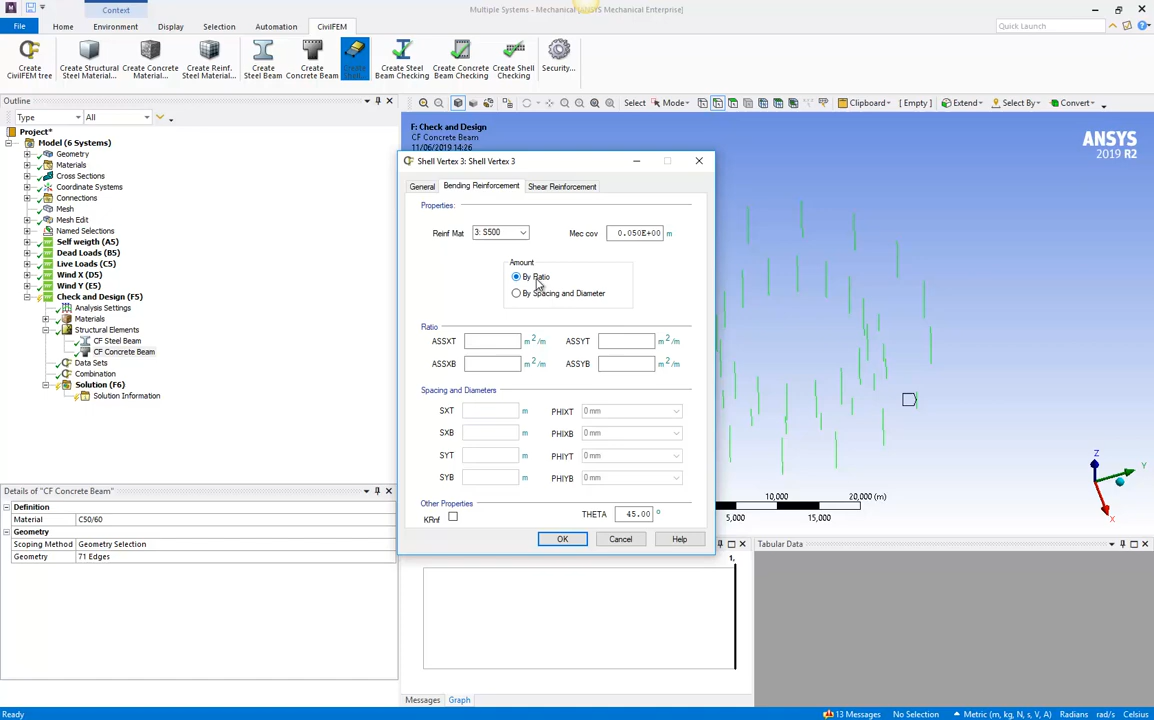 Context
Multiple Systems - Mechanical [ANSYS Mechanical Enterprise]
File Home Environment Display Selection Automation CivilFEM
Quick Launch
Create CivilFEM tree
Create Structural Steel Material...
Create Concrete Material...
Create Reinf. Steel Material...
Create Steel Beam
Create Concrete Beam
Create Steel Beam Checking
Create Concrete Beam Checking
Create Shell Checking
Security...
Outline
Select Mode Clipboard [ Empty ] Extend Select By Convert
Type All
Project*
Model (6 Systems)
Geometry
Materials
Cross Sections
Coordinate Systems
Connections
Mesh
Mesh Edit
Named Selections
Self weigth (A5)
Dead Loads (B5)
Live Loads (C5)
Wind X (D5)
Wind Y (E5)
Check and Design (F5)
Analysis Settings
Materials
Structural Elements
CF Steel Beam
CF Concrete Beam
Data Sets
Combination
Solution (F6)
Solution Information
F: Check and Design
CF Concrete Beam
11/06/2019 14:26
ANSYS
2019 R2
Shell Vertex 3: Shell Vertex 3
General Bending Reinforcement Shear Reinforcement
Properties:
Reinf Mat 3: S500 Mec cov 0.050E+00 m
Amount
By Ratio
By Spacing and Diameter
Ratio
ASSXT m 2 /m ASSYT m 2 /m
ASSXB m 2 /m ASSYB m 2 /m
Spacing and Diameters
SXT m PHIXT 0 mm
SXB m PHIXB 0 mm
SYT m PHIYT 0 mm
SYB m PHIYB 0 mm
Other Properties
KRnf THETA 45.00 º
OK Cancel Help
Z
Y
X
10,000 20,000 (m)
5,000 15,000
Details of "CF Concrete Beam"
Definition
Material C50/60
Geometry
Scoping Method Geometry Selection
Geometry 71 Edges
Tabular Data
1,
Messages Graph
Ready 13 Messages No Selection Metric (m, kg, N, s, V, A) Radians rad/s Celsius